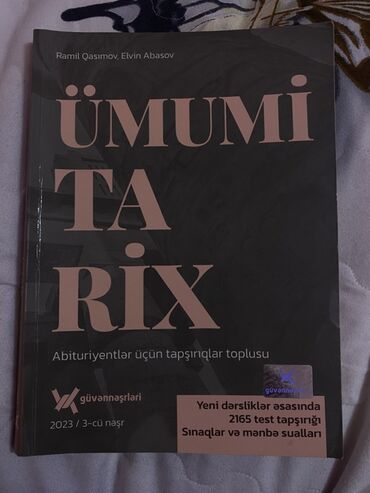 Ramil Qasımov, Elvin Abasov
ÜMUMİ
TA
RİX
Abituriyentlər üçün tapşırıqlar toplusu
güvənnəşrləri
2023 / 3-cü nəşr
güvənnəşrləri
Yeni dərsliklər əsasında
2165 test tapşırığı
Sınaqlar və mənbə sualları